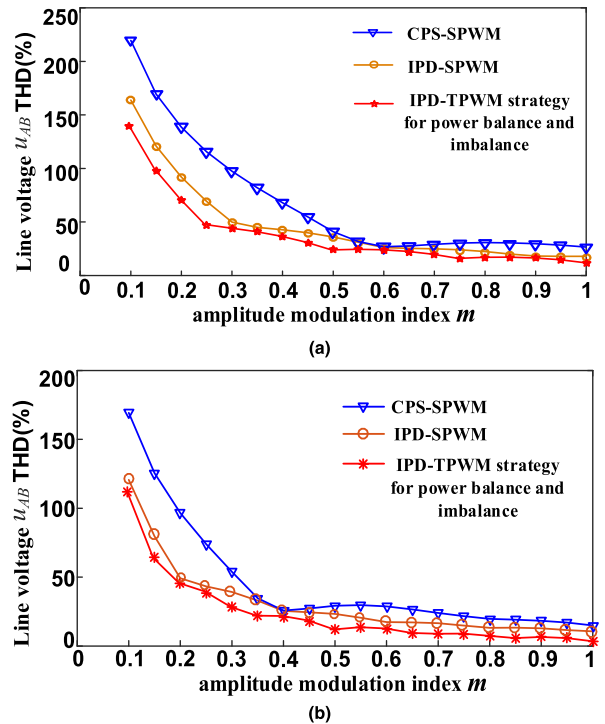 250
200
150
100
50
0
Line voltage u_AB THD(%)
CPS-SPWM
IPD-SPWM
IPD-TPWM strategy
for power balance and
imbalance
0 0.1 0.2 0.3 0.4 0.5 0.6 0.7 0.8 0.9 1
amplitude modulation index m
(a)
200
150
100
50
0
Line voltage u_AB THD(%)
CPS-SPWM
IPD-SPWM
IPD-TPWM strategy
for power balance and
imbalance
0 0.1 0.2 0.3 0.4 0.5 0.6 0.7 0.8 0.9 1
amplitude modulation index m
(b)